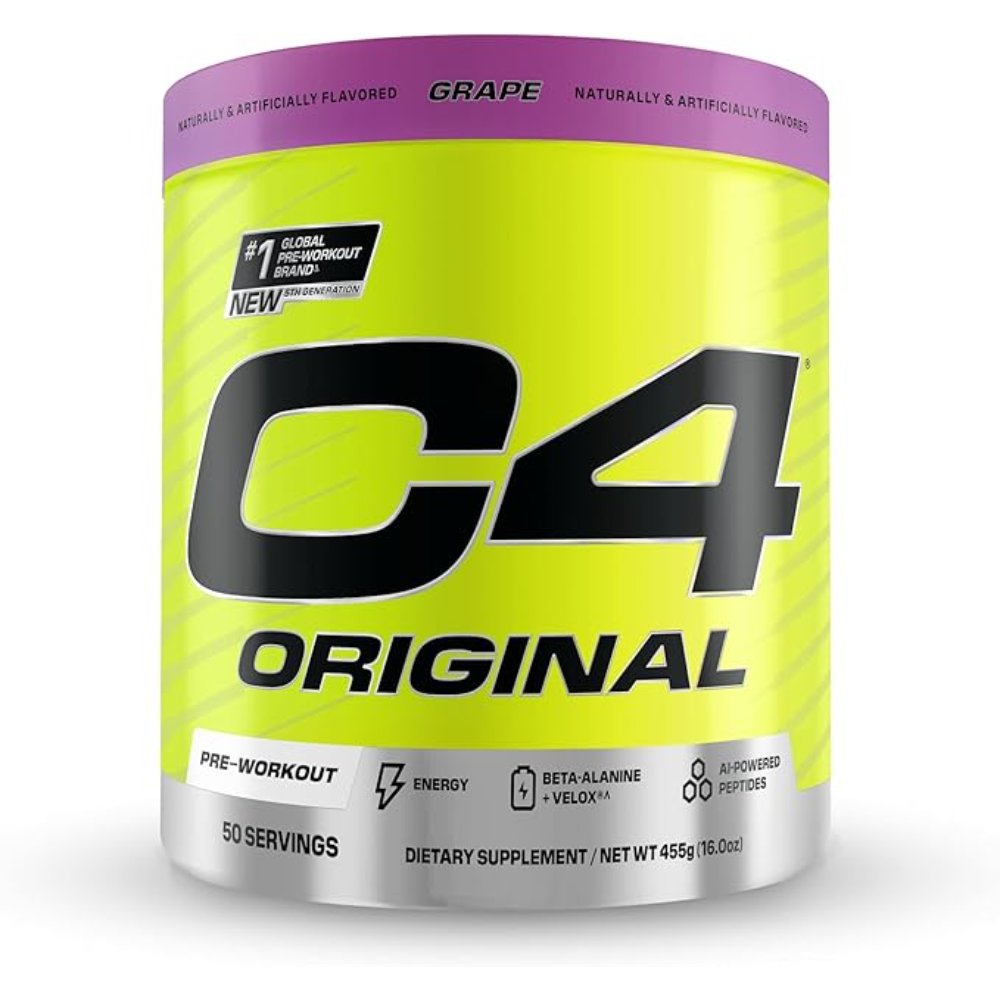 NATURALLY & ARTIFICIALLY FLAVORED GRAPE NATURALLY & ARTIFICIALLY FLAVORED
#1 GLOBAL
PRE-WORKOUT
BRANDΔ
NEW 5TH GENERATION
C4®
ORIGINAL
PRE-WORKOUT
ENERGY
BETA-ALANINE
+ VELOX®Λ
AI-POWERED
PEPTIDES
50 SERVINGS
DIETARY SUPPLEMENT / NET WT 455g (16.0oz)